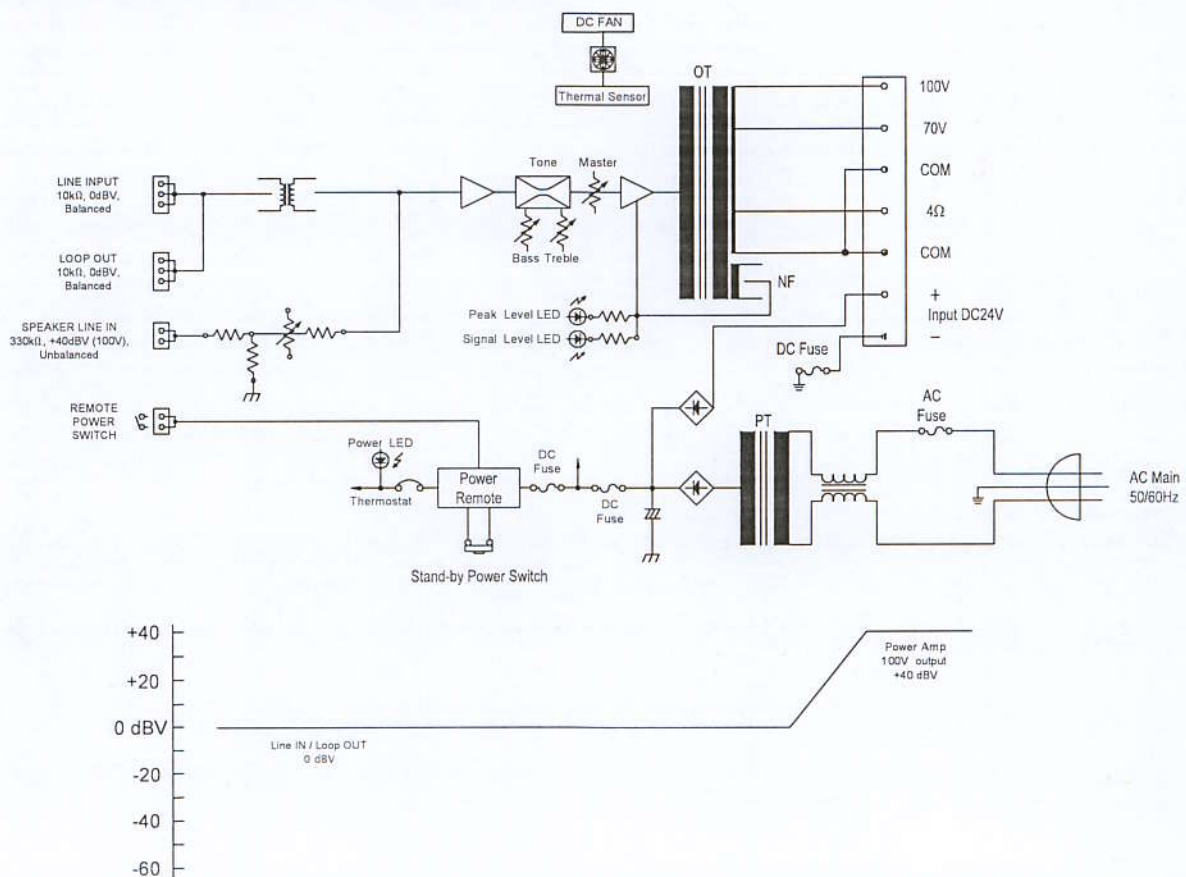 DC FAN
Thermal Sensor
OT
100V
70V
COM
4Ω
COM
+
Input DC24V
−
LINE INPUT
10kΩ, 0dBV,
Balanced
LOOP OUT
10kΩ, 0dBV,
Balanced
SPEAKER LINE IN
330kΩ, +40dBV (100V),
Unbalanced
REMOTE
POWER
SWITCH
Tone
Master
Bass Treble
NF
Peak Level LED
Signal Level LED
DC Fuse
AC
Fuse
PT
AC Main
50/60Hz
Power LED
Thermostat
Power
Remote
DC
Fuse
DC
Fuse
Stand-by Power Switch
+40
+20
0 dBV
-20
-40
-60
Line IN / Loop OUT
0 dBV
Power Amp
100V output
+40 dBV